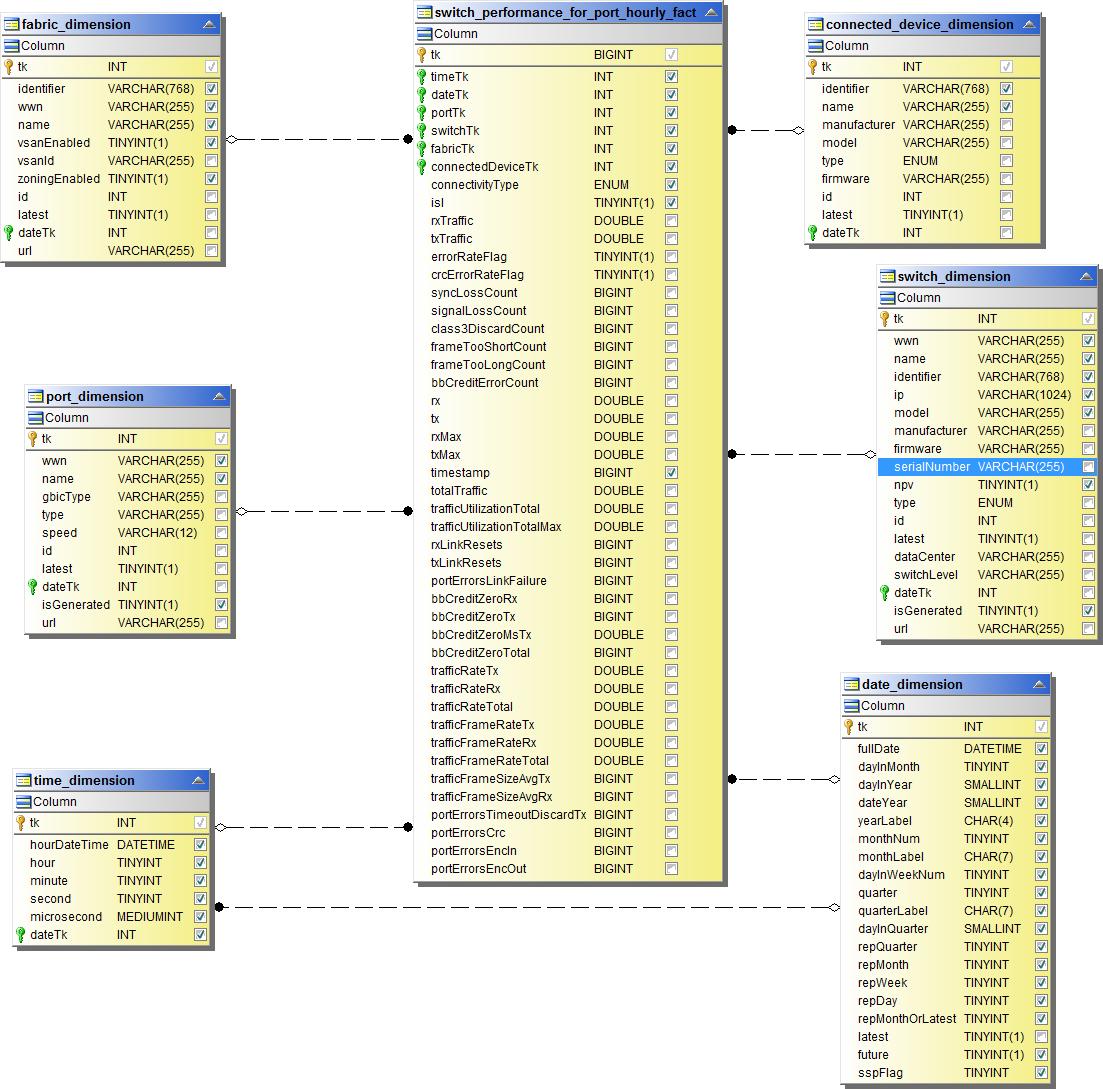 fabric_dimension
Column
tk INT
identifier VARCHAR(768)
wwn VARCHAR(255)
name VARCHAR(255)
vsanEnabled TINYINT(1)
vsanId VARCHAR(255)
zoningEnabled TINYINT(1)
id INT
latest TINYINT(1)
dateTk INT
url VARCHAR(255)
port_dimension
Column
tk INT
wwn VARCHAR(255)
name VARCHAR(255)
gbicType VARCHAR(255)
type VARCHAR(255)
speed VARCHAR(12)
id INT
latest TINYINT(1)
dateTk INT
isGenerated TINYINT(1)
url VARCHAR(255)
time_dimension
Column
tk INT
hourDateTime DATETIME
hour TINYINT
minute TINYINT
second TINYINT
microsecond MEDIUMINT
dateTk INT
switch_performance_for_port_hourly_fact
Column
tk BIGINT
timeTk INT
dateTk INT
portTk INT
switchTk INT
fabricTk INT
connectedDeviceTk INT
connectivityType ENUM
isl TINYINT(1)
rxTraffic DOUBLE
txTraffic DOUBLE
errorRateFlag TINYINT(1)
crcErrorRateFlag TINYINT(1)
syncLossCount BIGINT
signalLossCount BIGINT
class3DiscardCount BIGINT
frameTooShortCount BIGINT
frameTooLongCount BIGINT
bbCreditErrorCount BIGINT
rx DOUBLE
tx DOUBLE
rxMax DOUBLE
txMax DOUBLE
timestamp BIGINT
totalTraffic DOUBLE
trafficUtilizationTotal DOUBLE
trafficUtilizationTotalMax DOUBLE
rxLinkResets BIGINT
txLinkResets BIGINT
portErrorsLinkFailure BIGINT
bbCreditZeroRx BIGINT
bbCreditZeroTx BIGINT
bbCreditZeroMsTx DOUBLE
bbCreditZeroTotal BIGINT
trafficRateTx DOUBLE
trafficRateRx DOUBLE
trafficRateTotal DOUBLE
trafficFrameRateTx DOUBLE
trafficFrameRateRx DOUBLE
trafficFrameRateTotal DOUBLE
trafficFrameSizeAvgTx BIGINT
trafficFrameSizeAvgRx BIGINT
portErrorsTimeoutDiscardTx BIGINT
portErrorsCrc BIGINT
portErrorsEncIn BIGINT
portErrorsEncOut BIGINT
connected_device_dimension
Column
tk INT
identifier VARCHAR(768)
name VARCHAR(255)
manufacturer VARCHAR(255)
model VARCHAR(255)
type ENUM
firmware VARCHAR(255)
id INT
latest TINYINT(1)
dateTk INT
switch_dimension
Column
tk INT
wwn VARCHAR(255)
name VARCHAR(255)
identifier VARCHAR(768)
ip VARCHAR(1024)
model VARCHAR(255)
manufacturer VARCHAR(255)
firmware VARCHAR(255)
serialNumber VARCHAR(255)
npv TINYINT(1)
type ENUM
id INT
latest TINYINT(1)
dataCenter VARCHAR(255)
switchLevel VARCHAR(255)
dateTk INT
isGenerated TINYINT(1)
url VARCHAR(255)
date_dimension
Column
tk INT
fullDate DATETIME
dayInMonth TINYINT
dayInYear SMALLINT
dateYear SMALLINT
yearLabel CHAR(4)
monthNum TINYINT
monthLabel CHAR(7)
dayInWeekNum TINYINT
quarter TINYINT
quarterLabel CHAR(7)
dayInQuarter SMALLINT
repQuarter TINYINT
repMonth TINYINT
repWeek TINYINT
repDay TINYINT
repMonthOrLatest TINYINT
latest TINYINT(1)
future TINYINT(1)
sspFlag TINYINT